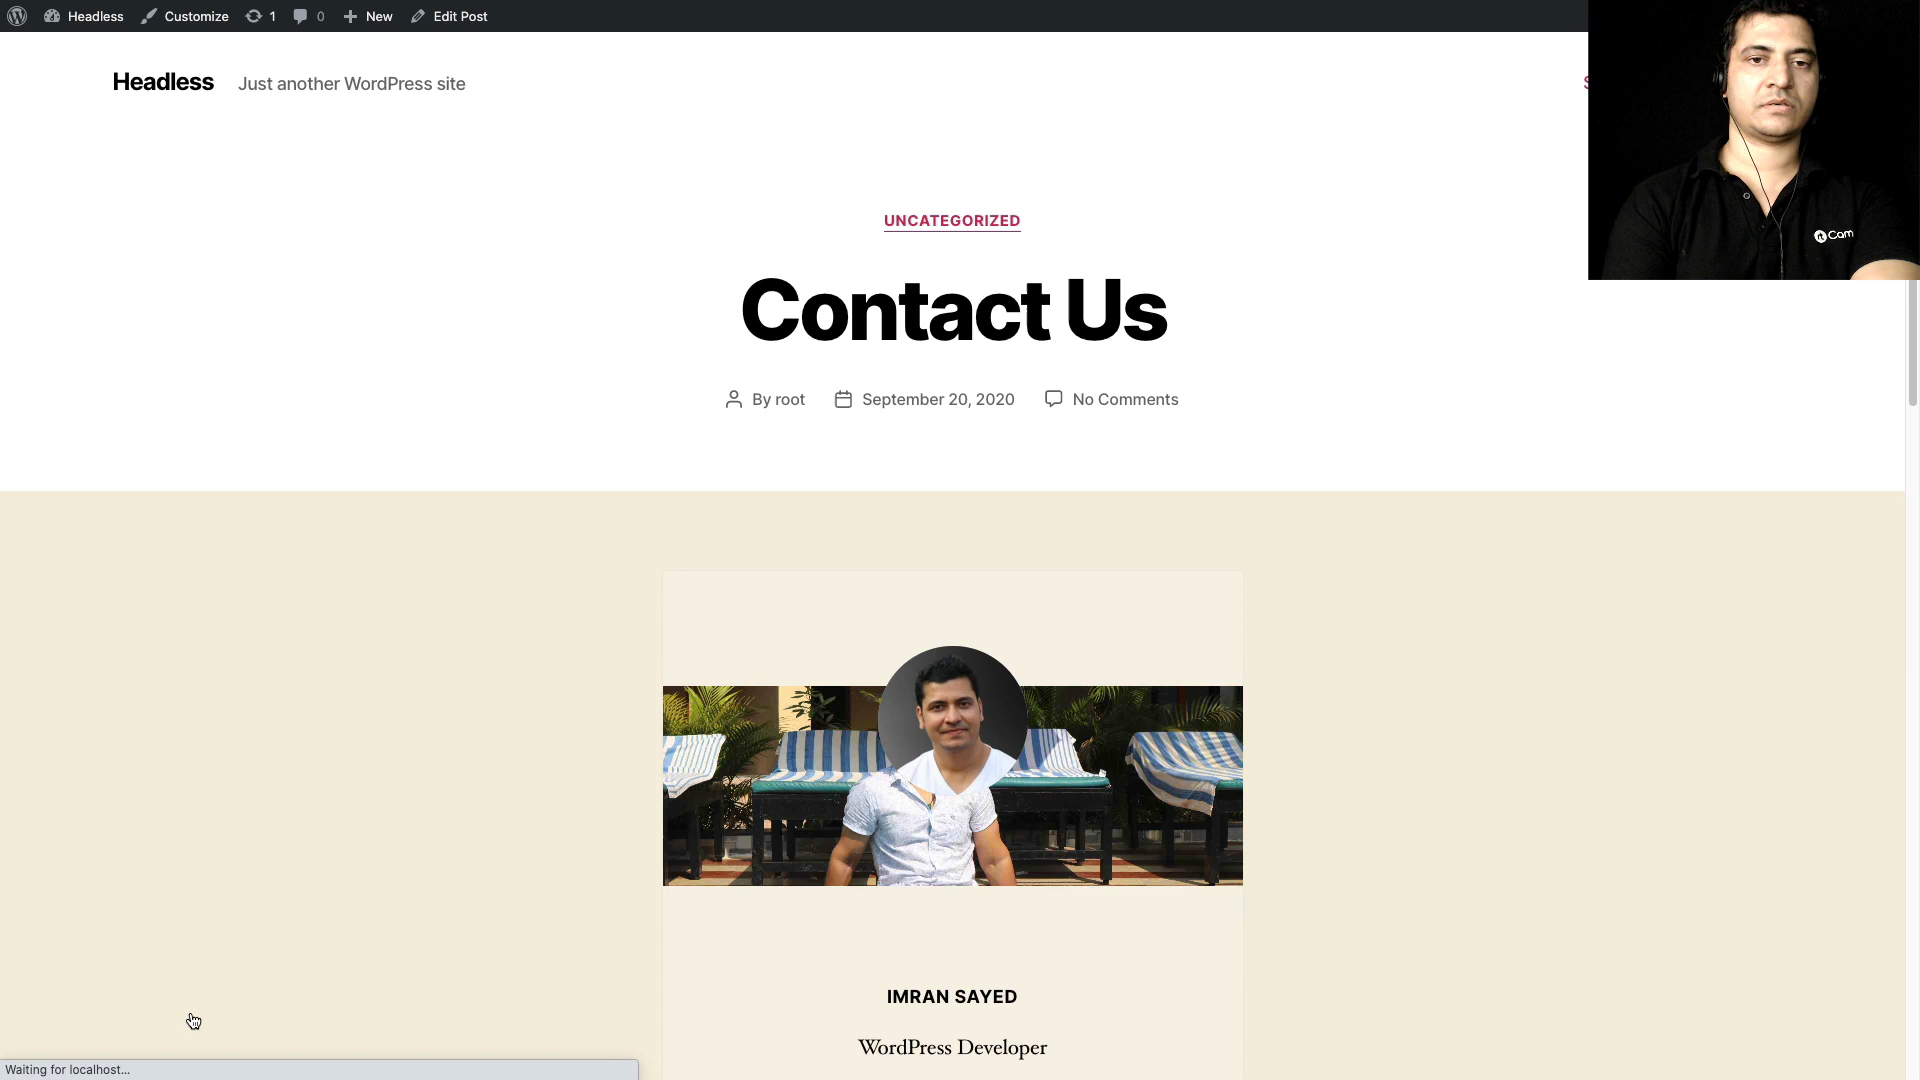 Headless Customize 1 0 New Edit Post
Headless Just another WordPress site
Cam
UNCATEGORIZED
Contact Us
By root September 20, 2020 No Comments
IMRAN SAYED
WordPress Developer
Waiting for localhost...